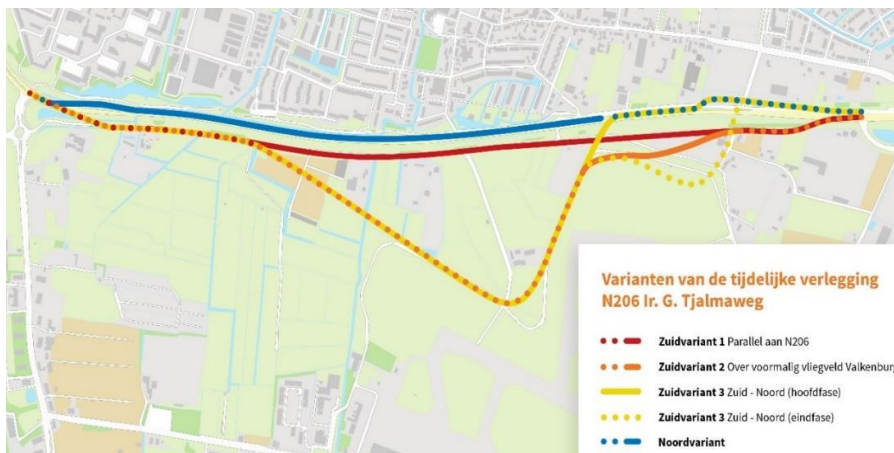 Varianten van de tijdelijke verlegging
N206 Ir. G. Tjalmaweg
Zuidvariant 1 Parallel aan N206
Zuidvariant 2 Over voormalig vliegveld Valkenburg
Zuidvariant 3 Zuid - Noord (hoofdfase)
Zuidvariant 3 Zuid - Noord (eindfase)
Noordvariant